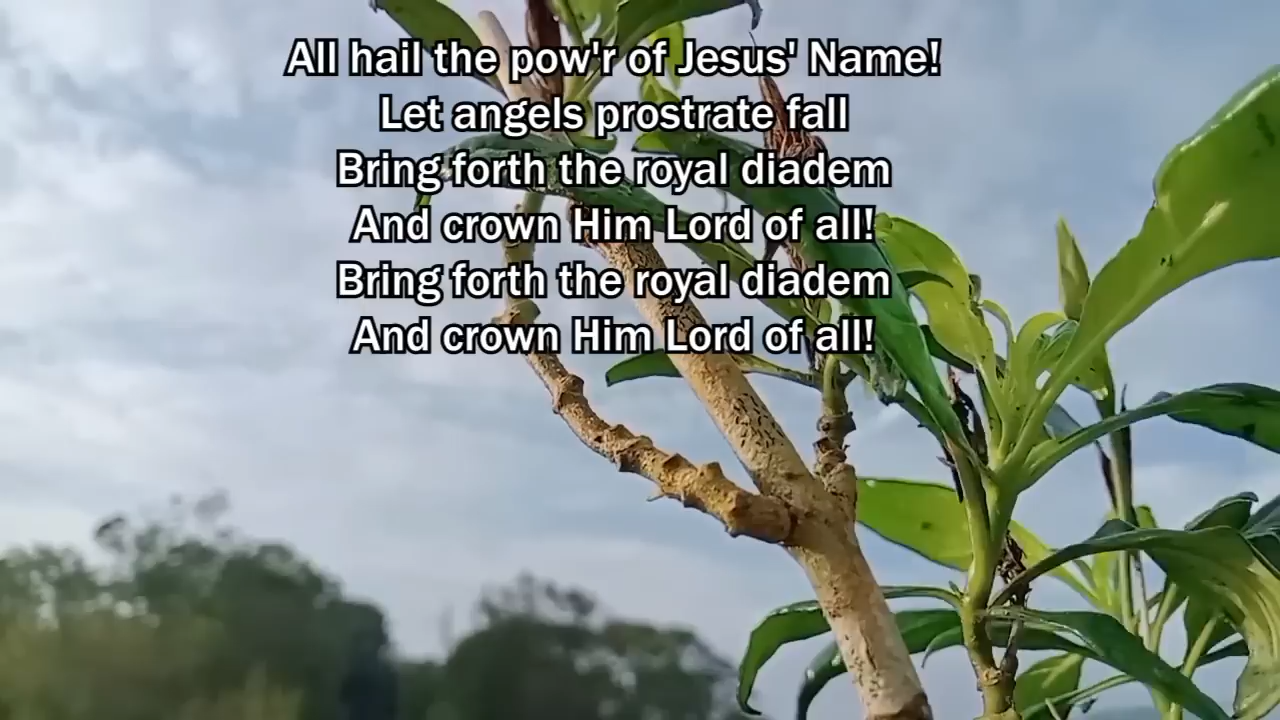 All hail the pow'r of Jesus' Name!
Let angels prostrate fall
Bring forth the royal diadem
And crown Him Lord of all!
Bring forth the royal diadem
And crown Him Lord of all!